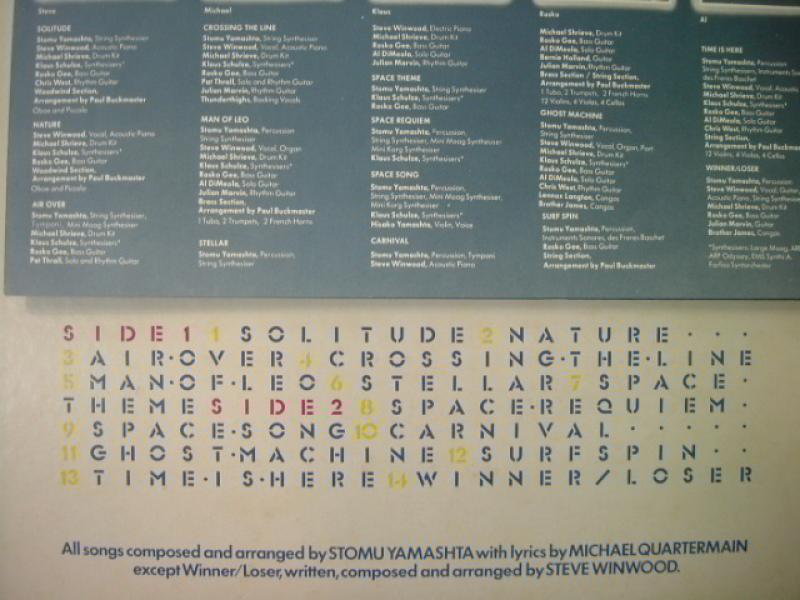 Steve
SOLITUDE
Stomu Yamashta, String Synthesiser
Steve Winwood, Acoustic Piano
Michael Shrieve, Drum Kit
Klaus Schulze, Synthesisers*
Rosko Gee, Bass Guitar
Chris West, Rhythm Guitar
Woodwind Section,
Arrangement by Paul Buckmaster
Oboe and Piccolo
NATURE
Steve Winwood, Vocal, Acoustic Piano
Michael Shrieve, Drum Kit
Klaus Schulze, Synthesisers*
Rosko Gee, Bass Guitar
Woodwind Section,
Arrangement by Paul Buckmaster
Oboe and Piccolo
AIR OVER
Stomu Yamashta, String Synthesiser,
Tympani, Mini Moog Synthesiser
Michael Shrieve, Drum Kit
Klaus Schulze, Synthesisers*
Rosko Gee, Bass Guitar
Pat Thrall, Solo and Rhythm Guitar
Michael
CROSSING THE LINE
Stomu Yamashta, String Synthesiser
Steve Winwood, Vocal, Acoustic Piano
Michael Shrieve, Drum Kit
Klaus Schulze, Synthesisers*
Rosko Gee, Bass Guitar
Pat Thrall, Solo and Rhythm Guitar
Julian Marvin, Rhythm Guitar
Thunderthighs, Backing Vocals
MAN OF LEO
Stomu Yamashta, Percussion,
String Synthesiser
Steve Winwood, Vocal, Organ
Michael Shrieve, Drum Kit
Klaus Schulze, Synthesisers*
Rosko Gee, Bass Guitar
Al DiMeola, Solo Guitar
Julian Marvin, Rhythm Guitar
Brass Section,
Arrangement by Paul Buckmaster
1 Tuba, 2 Trumpets, 2 French Horns
STELLAR
Stomu Yamashta, Percussion,
String Synthesiser
Klaus
Steve Winwood, Electric Piano
Michael Shrieve, Drum Kit
Rosko Gee, Bass Guitar
Al DiMeola, Solo Guitar
Julian Marvin, Rhythm Guitar
SPACE THEME
Stomu Yamashta, String Synthesiser
Klaus Schulze, Synthesisers*
SPACE REQUIEM
Stomu Yamashta, Percussion,
String Synthesiser, Mini Moog Synthesiser
Mini Korg Synthesiser
Klaus Schulze, Synthesisers*
SPACE SONG
Stomu Yamashta, Percussion,
String Synthesiser, Mini Moog Synthesiser,
Mini Korg Synthesiser
Klaus Schulze, Synthesisers*
Hisako Yamashta, Violin, Voice
CARNIVAL
Stomu Yamashta, Percussion, Tympani
Steve Winwood, Acoustic Piano
Rosko
Michael Shrieve, Drum Kit
Rosko Gee, Bass Guitar
Al DiMeola, Solo Guitar
Bernie Holland, Guitar
Julian Marvin, Rhythm Guitar
Brass Section / String Section,
Arrangement by Paul Buckmaster
1 Tuba, 2 Trumpets, 2 French Horns
12 Violins, 4 Violas, 4 Cellos
GHOST MACHINE
Stomu Yamashta, Percussion,
String Synthesiser
Steve Winwood, Vocal, Organ,
Michael Shrieve, Drum Kit
Klaus Schulze, Synthesisers*
Rosko Gee, Bass Guitar
Al DiMeola, Solo Guitar
Chris West, Rhythm Guitar
Lennox Langton, Congas
Brother James, Congas
SURF SPIN
Stomu Yamashta, Percussion,
Instruments Sonores, des Freres Baschet
Rosko Gee, Bass Guitar
String Section,
Arrangement by Paul Buckmaster
Al
TIME IS HERE
Stomu Yamashta, Percussion
String Synthesisers, Instruments
des Freres Baschet
Steve Winwood, Vocal, Acoustic
Michael Shrieve, Drum Kit
Klaus Schulze, Synthesisers*
Rosko Gee, Bass Guitar
Al DiMeola, Solo Guitar
Chris West, Rhythm Guitar
String Section,
Arrangement by Paul Buckmaster
12 Violins, 4 Violas, 4 Cellos
WINNER/LOSER
Stomu Yamashta, Percussion,
Steve Winwood, Vocal, Guitar,
Acoustic Piano, String Synthesiser
Michael Shrieve, Drum Kit
Rosko Gee, Bass Guitar
Julian Marvin, Guitar
Brother James, Congas
*Synthesisers: Large Moog,
ARP Odyssey, EMS Synthi A,
Farfisa Syntorchester
SIDE 1 1 SOLITUDE 2 NATURE · · ·
3 AIR·OVER 4 CROSSING·THE·LINE
5 MAN·OF·LEO 6 STELLAR 7 SPACE ·
THEME SIDE 2 8 SPACE·REQUIEM ·
9 SPACE·SONG 10 CARNIVAL · · · · ·
11 GHOST·MACHINE 12 SURFSPIN · ·
13 TIME·IS·HERE 14 WINNER/LOSER
All songs composed and arranged by STOMU YAMASHTA with lyrics by MICHAEL QUARTERMAIN
except Winner/Loser, written, composed and arranged by STEVE WINWOOD.